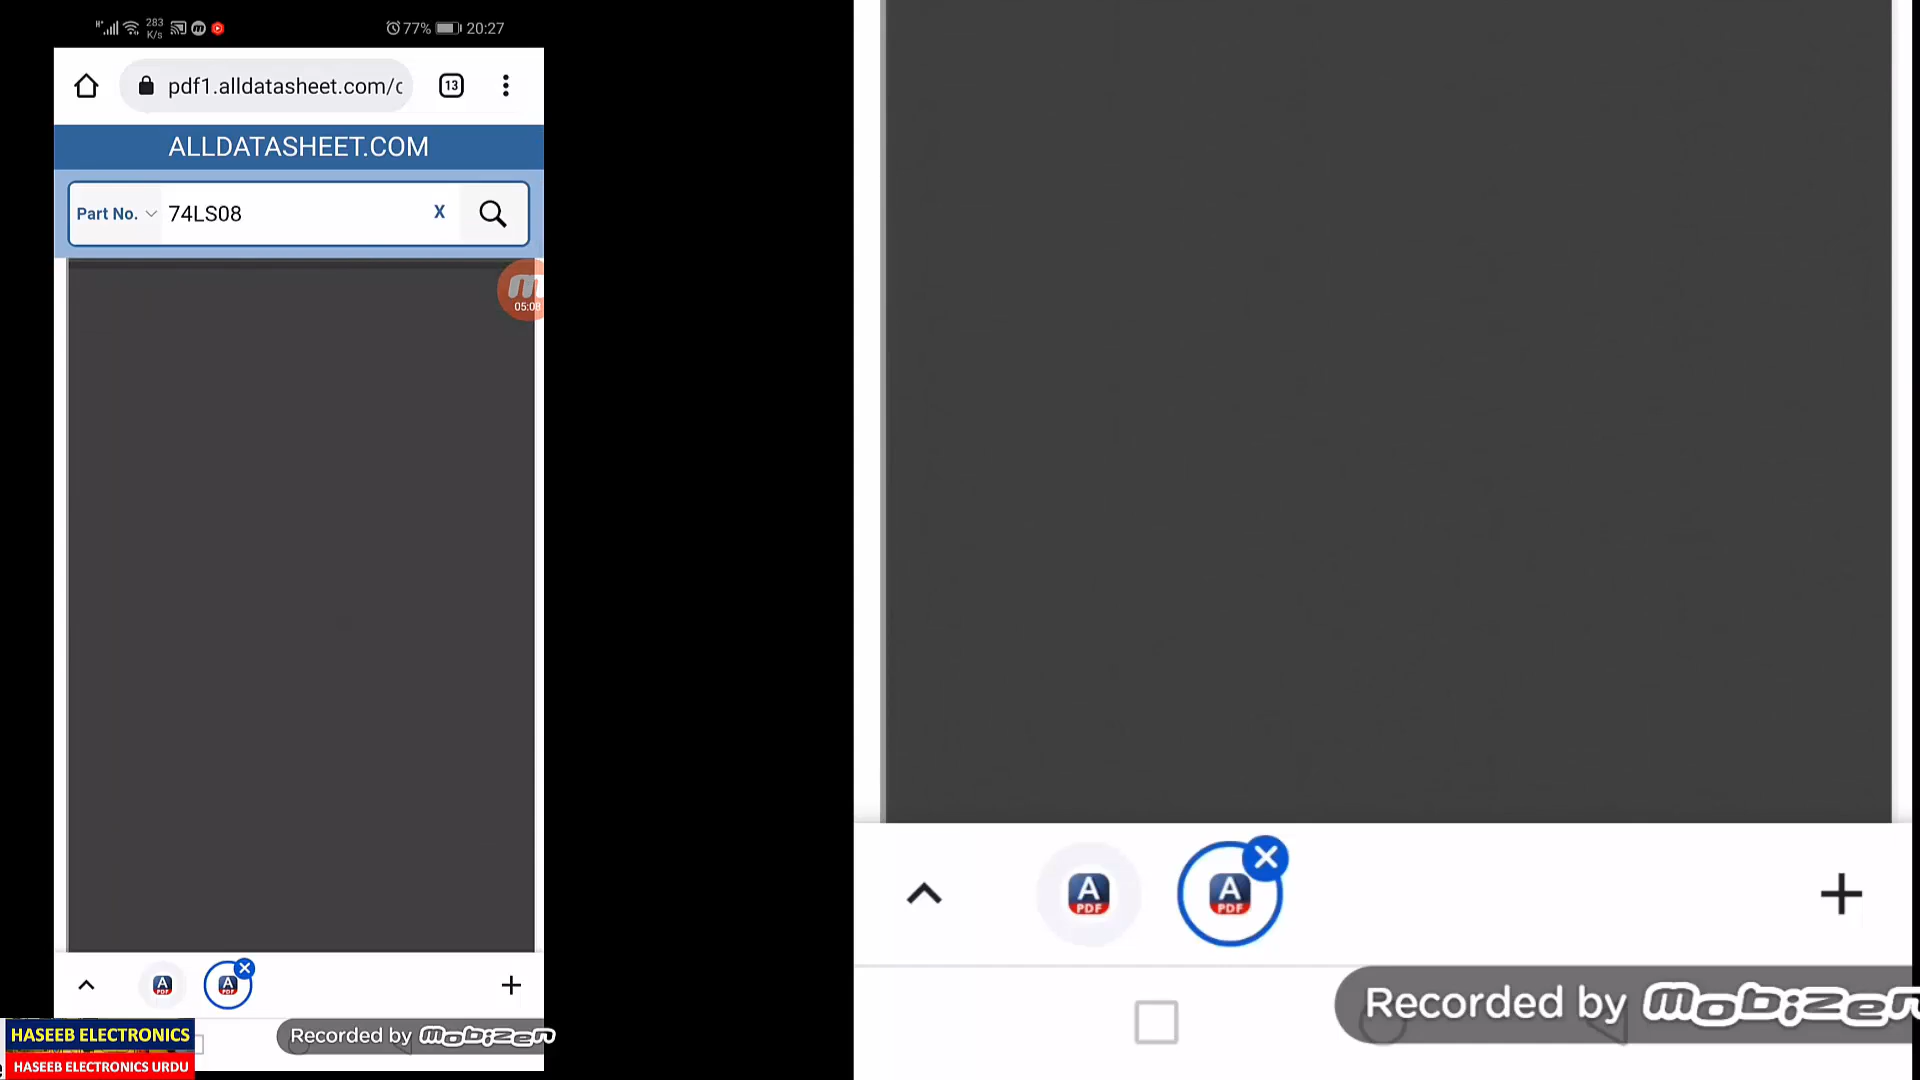 283
K/s
77%
20:27
pdf1.alldatasheet.com/c
13
ALLDATASHEET.COM
Part No.
74LS08
X
05:08
A
PDF
A
PDF
A
PDF
A
PDF
Recorded by mobizen
Recorded by mobizen
HASEEB ELECTRONICS
HASEEB ELECTRONICS URDU